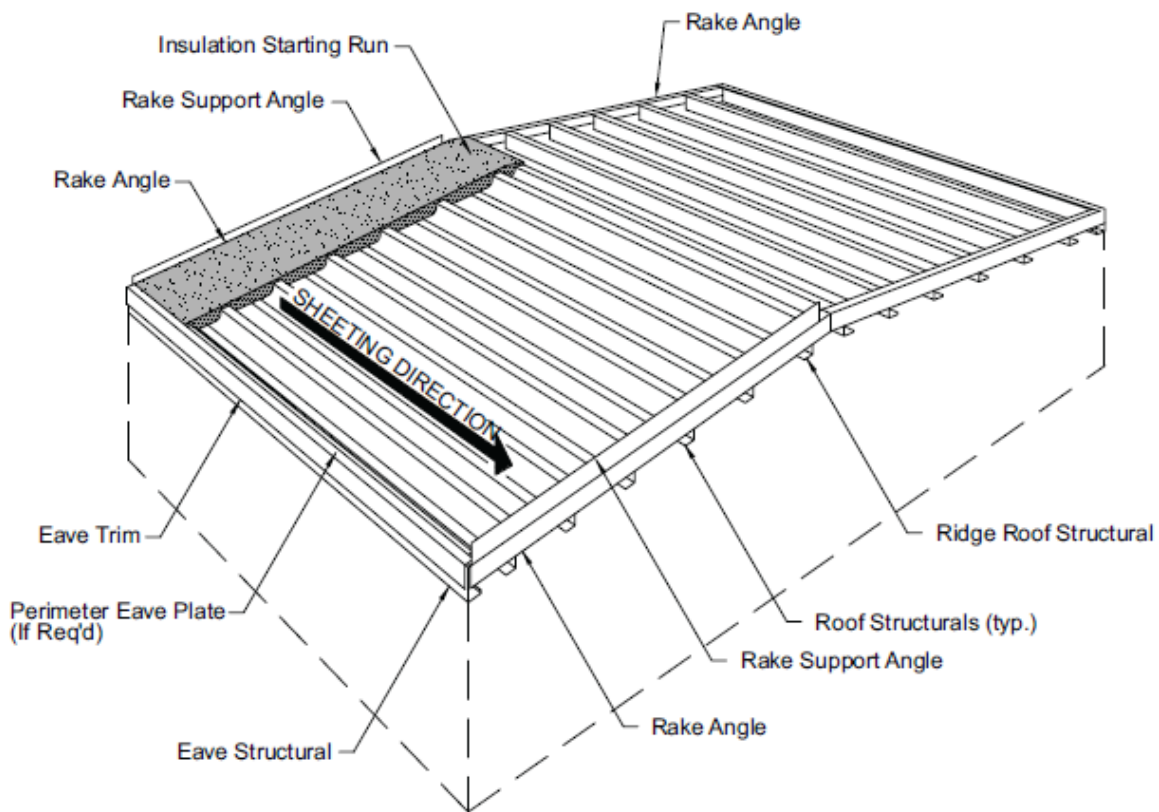 Rake Angle
Insulation Starting Run
Rake Support Angle
Rake Angle
SHEETING DIRECTION
Eave Trim
Ridge Roof Structural
Perimeter Eave Plate
(If Req'd)
Roof Structurals (typ.)
Rake Support Angle
Rake Angle
Eave Structural